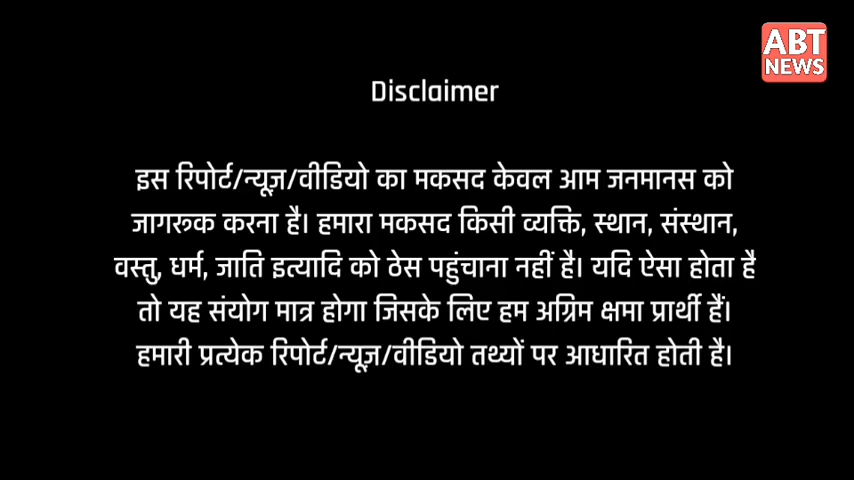 ABT
NEWS
Disclaimer
इस रिपोर्ट/न्यूज़/वीडियो का मकसद केवल आम जनमानस को
जागरूक करना है। हमारा मकसद किसी व्यक्ति, स्थान, संस्थान,
वस्तु, धर्म, जाति इत्यादि को ठेस पहुंचाना नहीं है। यदि ऐसा होता है
तो यह संयोग मात्र होगा जिसके लिए हम अग्रिम क्षमा प्रार्थी हैं।
हमारी प्रत्येक रिपोर्ट/न्यूज़/वीडियो तथ्यों पर आधारित होती है।